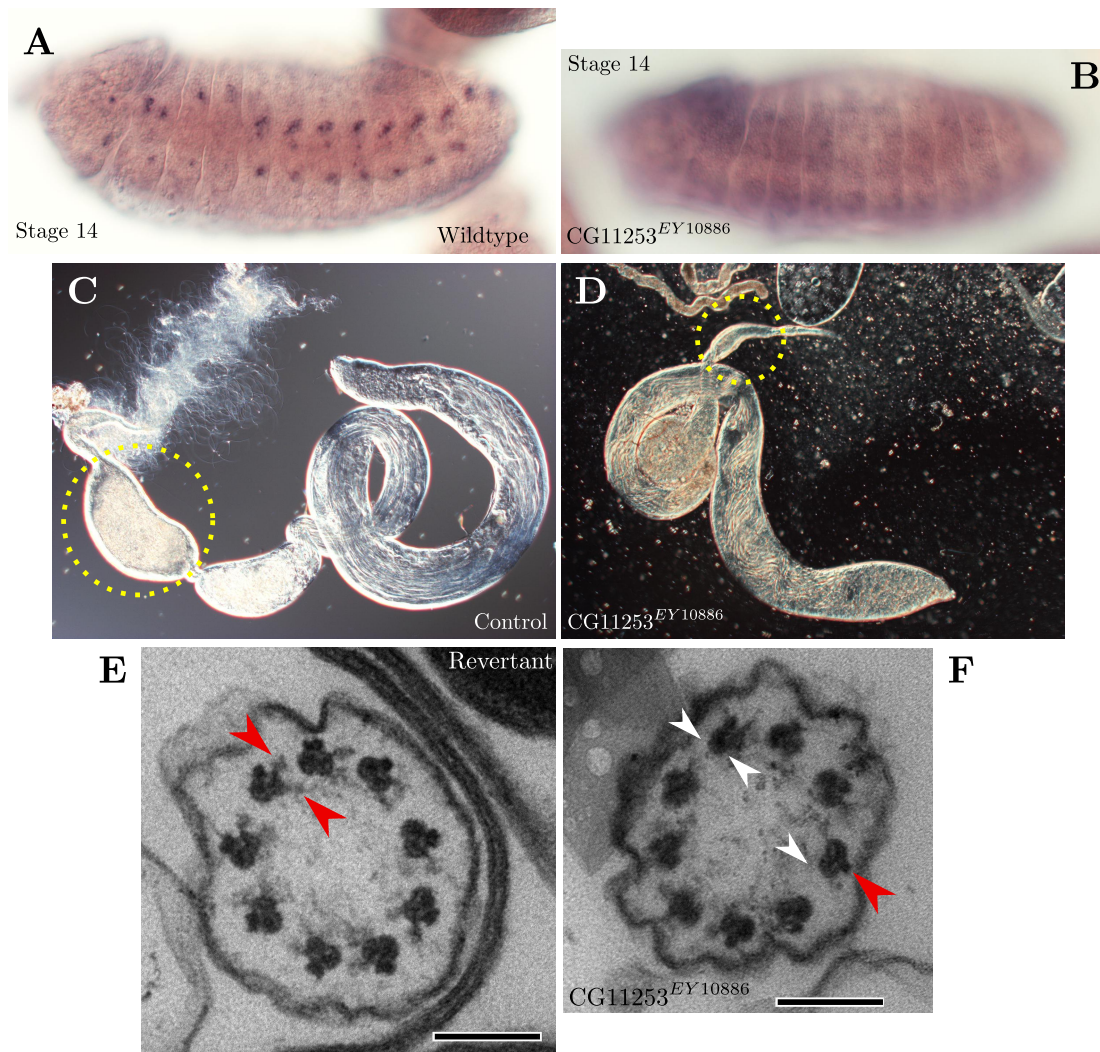 A
Stage 14
Wildtype
Stage 14
B
CG11253^{EY10886}
C
Control
D
CG11253^{EY10886}
E
Revertant
F
CG11253^{EY10886}